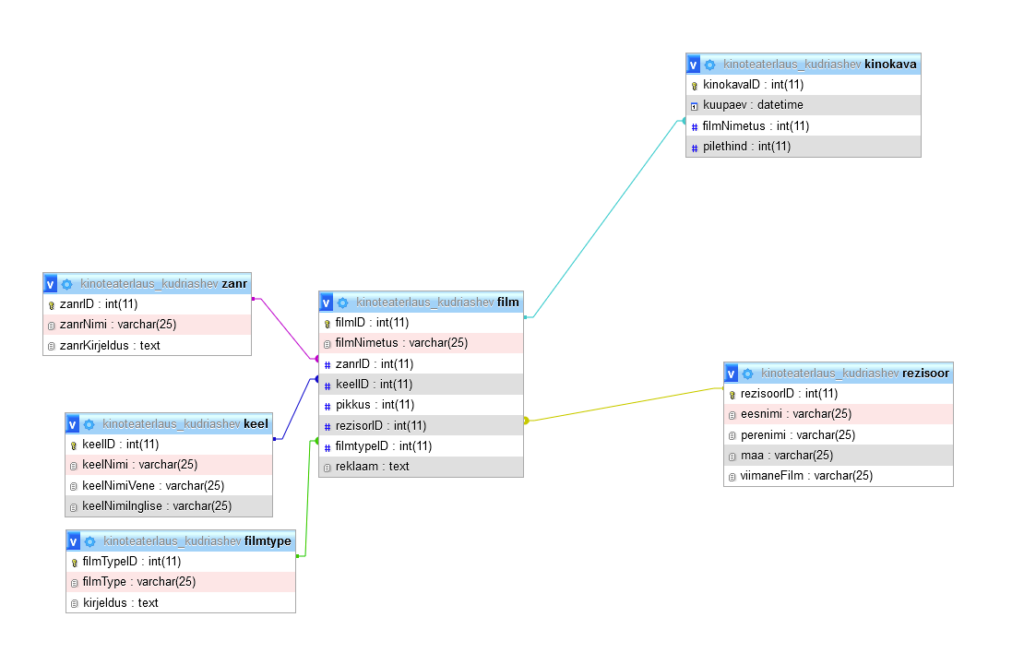 v kinoteaterlaus_kudriashev kinokava
kinokavaID : int(11)
kuupaev : datetime
# filmNimetus : int(11)
# pilethind : int(11)
v kinoteaterlaus_kudriashev zanr
zanrID : int(11)
zanrNimi : varchar(25)
zanrKirjeldus : text
v kinoteaterlaus_kudriashev film
filmID : int(11)
filmNimetus : varchar(25)
# zanrID : int(11)
# keelID : int(11)
# pikkus : int(11)
# rezisorID : int(11)
# filmtypeID : int(11)
reklaam : text
v kinoteaterlaus_kudriashev rezisoor
rezisoorID : int(11)
eesnimi : varchar(25)
perenimi : varchar(25)
maa : varchar(25)
viimaneFilm : varchar(25)
v kinoteaterlaus_kudriashev keel
keelID : int(11)
keelNimi : varchar(25)
keelNimiVene : varchar(25)
keelNimiInglise : varchar(25)
v kinoteaterlaus_kudriashev filmtype
filmTypeID : int(11)
filmType : varchar(25)
kirjeldus : text